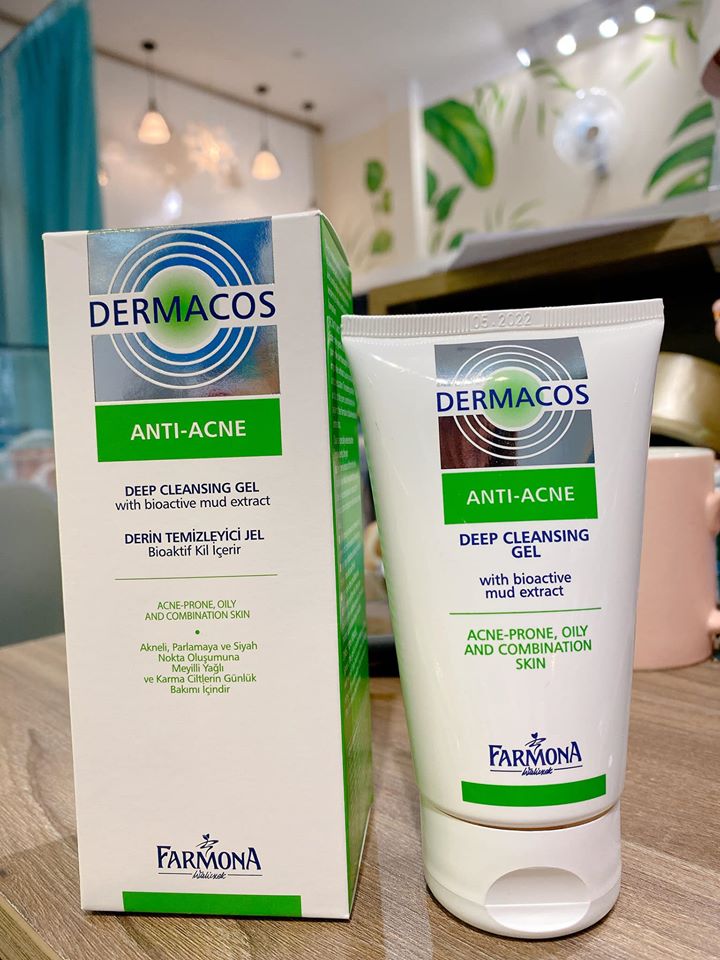 DERMACOS
ANTI-ACNE
DEEP CLEANSING GEL
with bioactive mud extract
DERİN TEMİZLEYİCİ JEL
Bioaktif Kil İçerir
ACNE-PRONE, OILY
AND COMBINATION SKIN
•
Akneli, Parlamaya ve Siyah
Nokta Oluşumuna
Meyilli Yağlı
ve Karma Ciltlerin Günlük
Bakımı İçindir
FARMONA
05.2022
DERMACOS
ANTI-ACNE
DEEP CLEANSING
GEL
with bioactive
mud extract
ACNE-PRONE, OILY
AND COMBINATION
SKIN
FARMONA